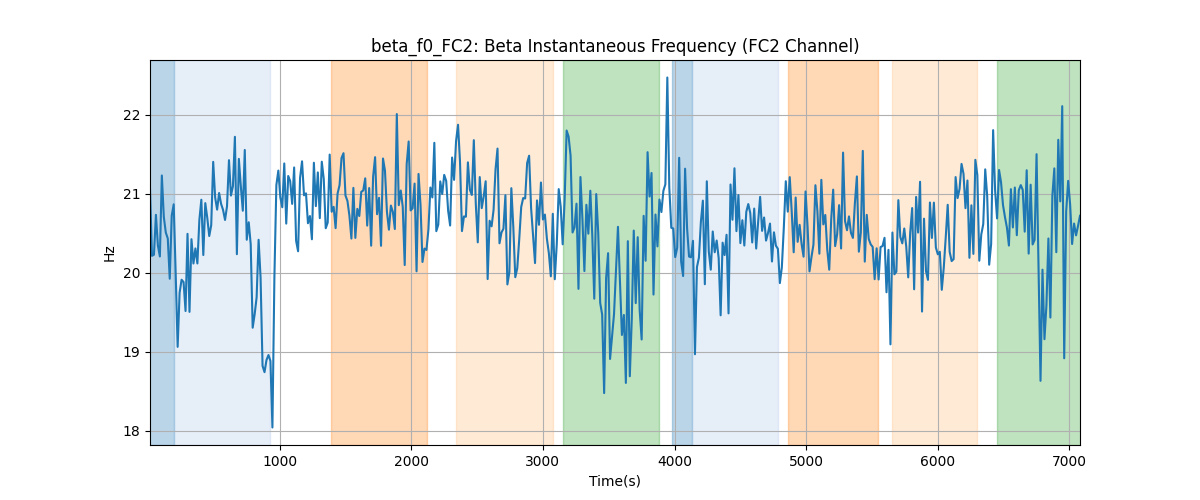 beta_f0_FC2: Beta Instantaneous Frequency (FC2 Channel)
22
21
20
19
18
Hz
1000 2000 3000 4000 5000 6000 7000
Time(s)